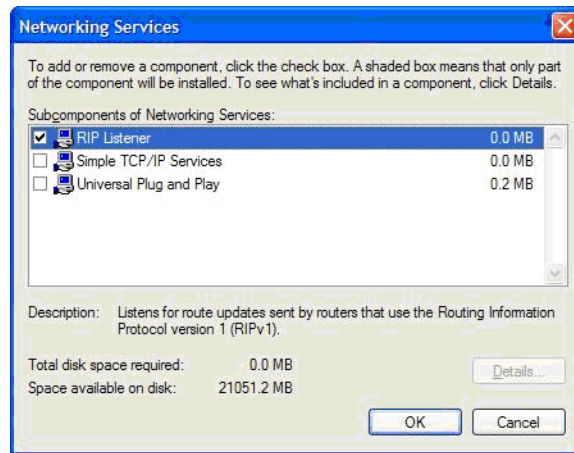 Networking Services
To add or remove a component, click the check box. A shaded box means that only part
of the component will be installed. To see what's included in a component, click Details.
Subcomponents of Networking Services:
RIP Listener 0.0 MB
Simple TCP/IP Services 0.0 MB
Universal Plug and Play 0.2 MB
Description: Listens for route updates sent by routers that use the Routing Information
Protocol version 1 (RIPv1).
Total disk space required: 0.0 MB
Space available on disk: 21051.2 MB
Details...
OK Cancel